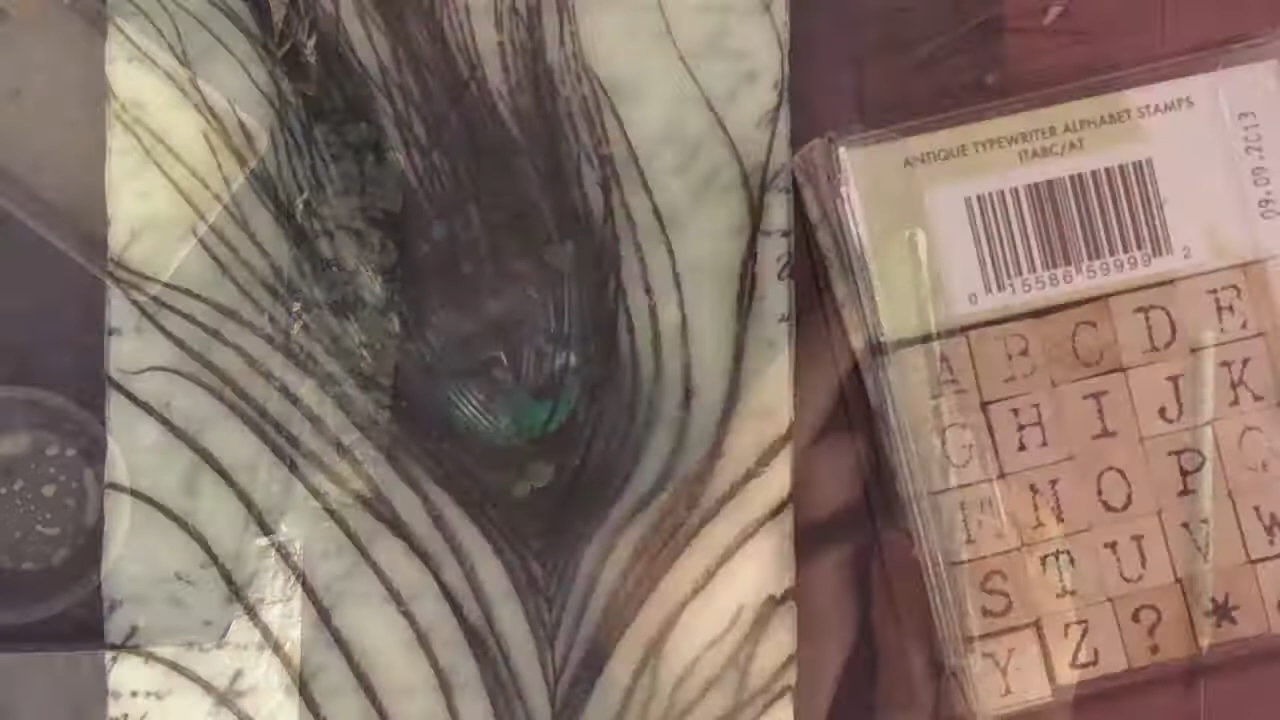 ANTIQUE TYPEWRITER ALPHABET STAMPS
ITABC/AT
09.09.2013
0 15586 59999 2
A B C D E
G H I J K
M N O P Q
S T U V W
Y Z ? *